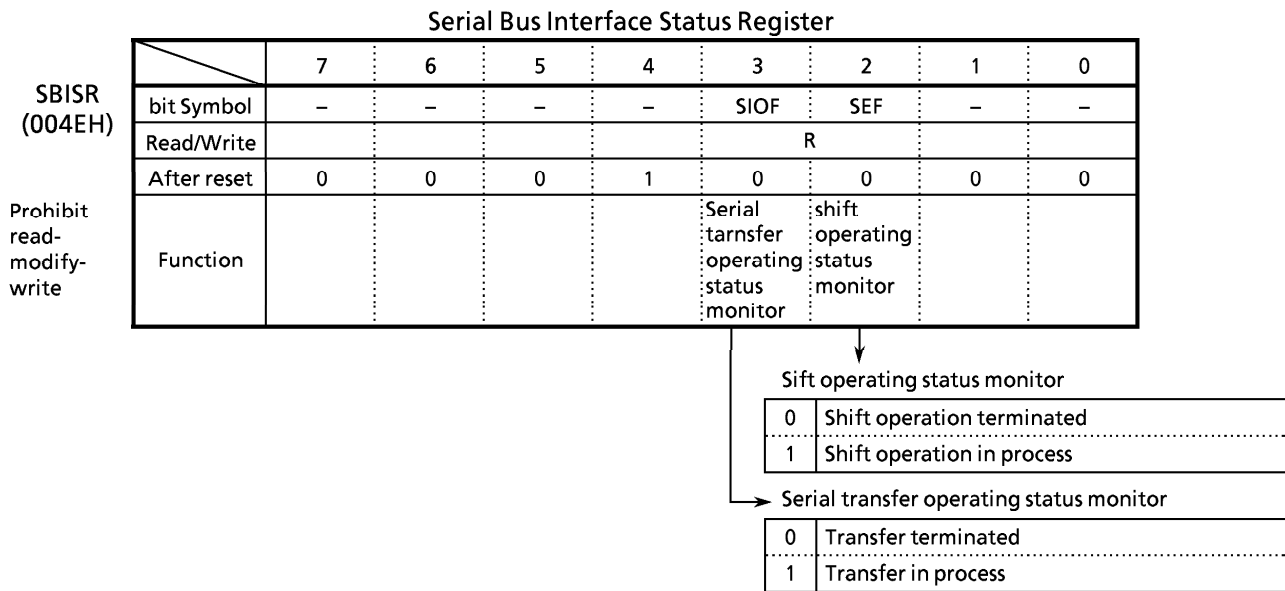 Serial Bus Interface Status Register
SBISR
(004EH)
7 6 5 4 3 2 1 0
bit Symbol – – – – SIOF SEF – –
Read/Write R
After reset 0 0 0 1 0 0 0 0
Prohibit
read-
modify-
write
Function
Serial
tarnsfer
operating
status
monitor
shift
operating
status
monitor
Sift operating status monitor
0 Shift operation terminated
1 Shift operation in process
Serial transfer operating status monitor
0 Transfer terminated
1 Transfer in process